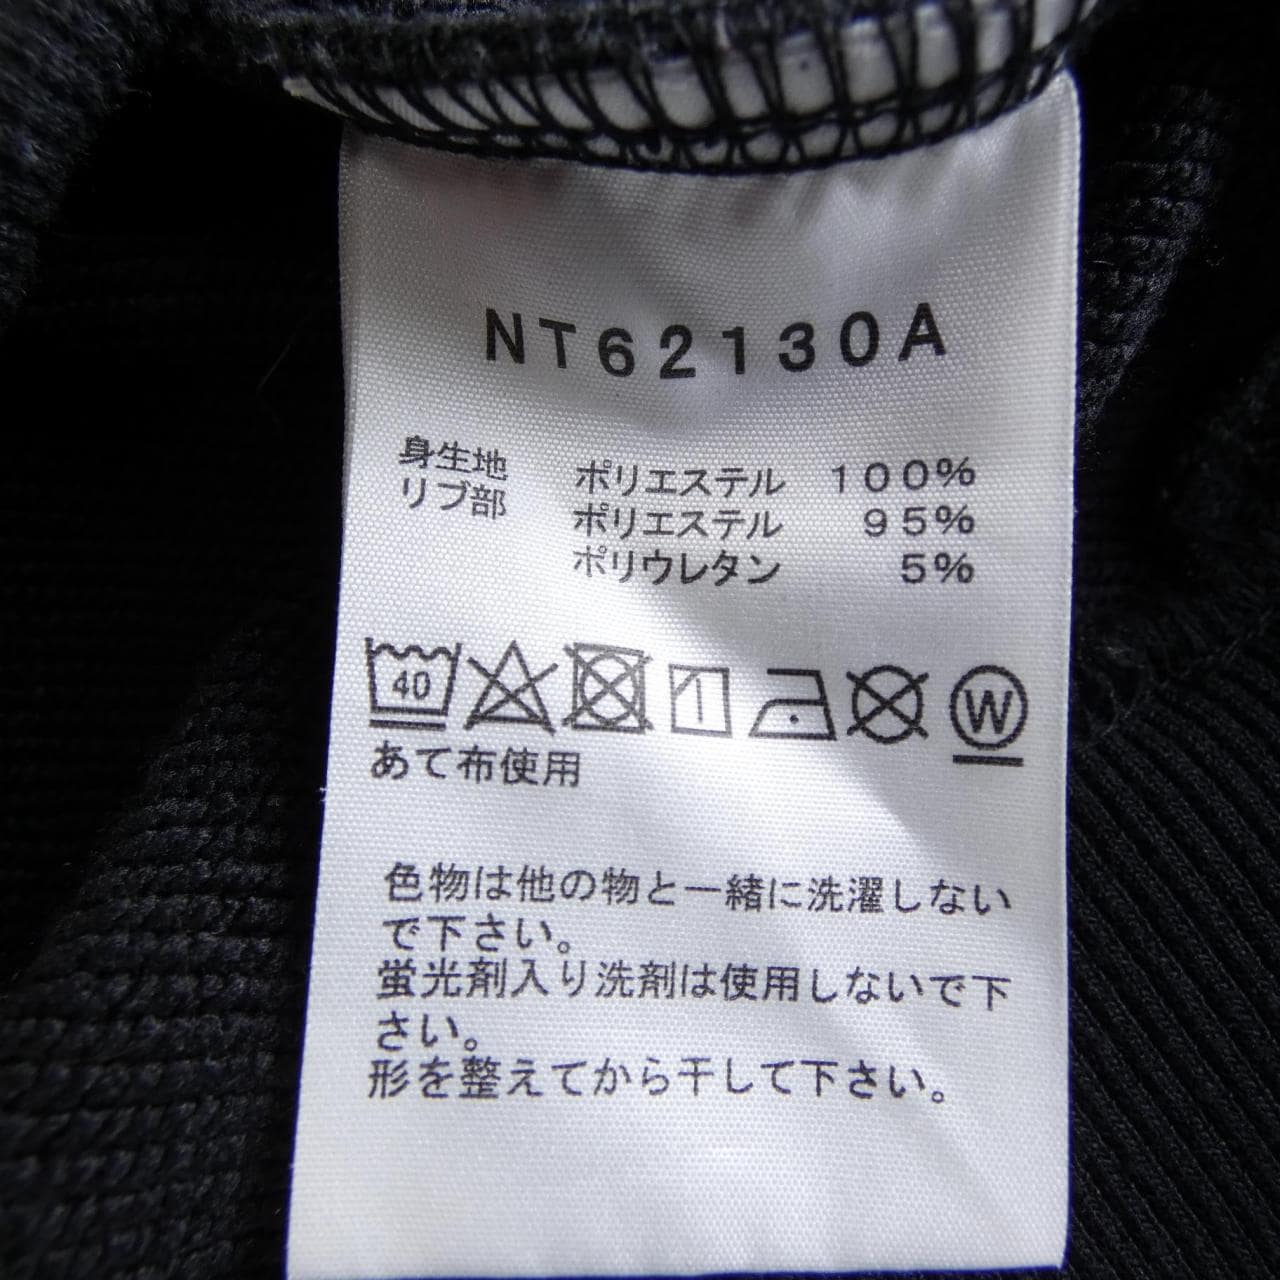 NT62130A
身生地 ポリエステル 100%
リブ部 ポリエステル 95%
ポリウレタン 5%
40 W
あて布使用
色物は他の物と一緒に洗濯しない
で下さい。
蛍光剤入り洗剤は使用しないで下
さい。
形を整えてから干して下さい。